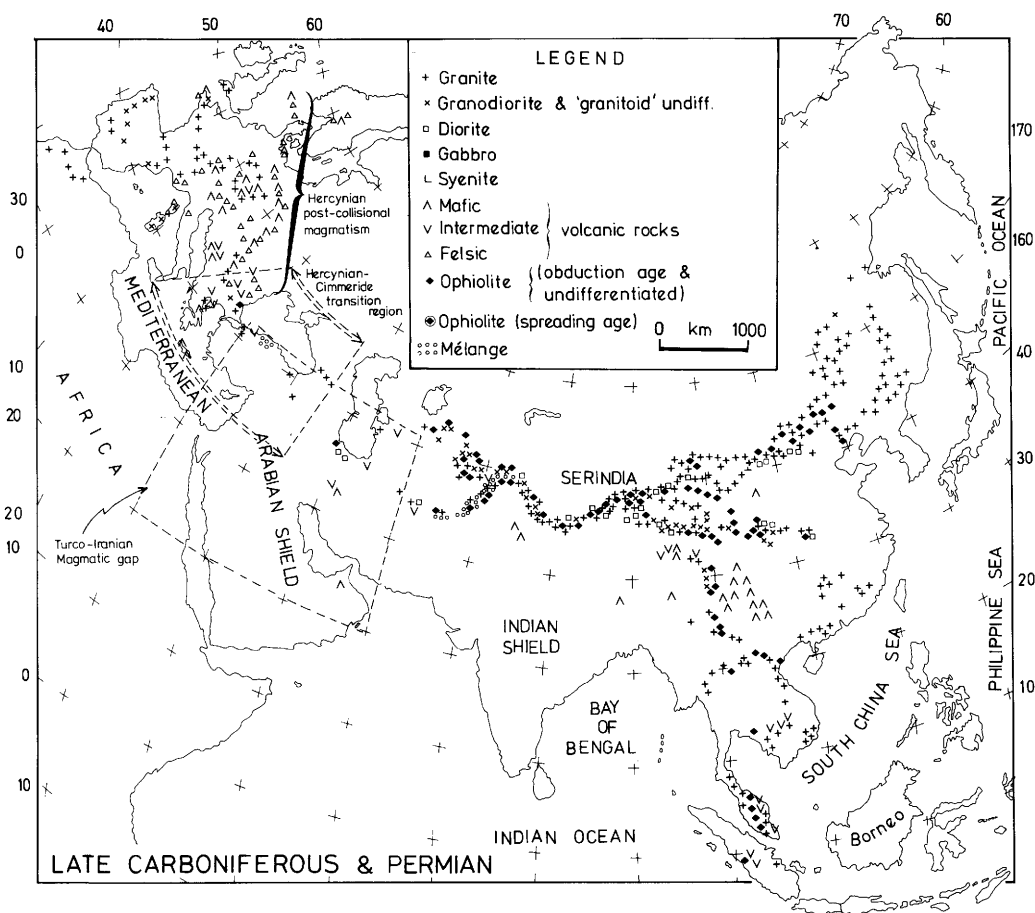 40
50
60
70
60
LEGEND
Granite
Granodiorite & 'granitoid' undiff.
Diorite
Gabbro
Syenite
Mafic
Intermediate
Felsic
volcanic rocks
Ophiolite
(obduction age &
undifferentiated)
Ophiolite (spreading age)
0 km 1000
Mélange
Hercynian
post-collisional
magmatism
Hercynian-
Cimmeride
transition
region
30
0
10
20
20
10
0
10
170
160
40
30
20
10
MEDITERRANEAN
AFRICA
ARABIAN SHIELD
Turco-Iranian
Magmatic gap
SERINDIA
INDIAN
SHIELD
BAY
OF
BENGAL
INDIAN OCEAN
PACIFIC OCEAN
PHILIPPINE SEA
SOUTH CHINA SEA
Borneo
LATE CARBONIFEROUS & PERMIAN